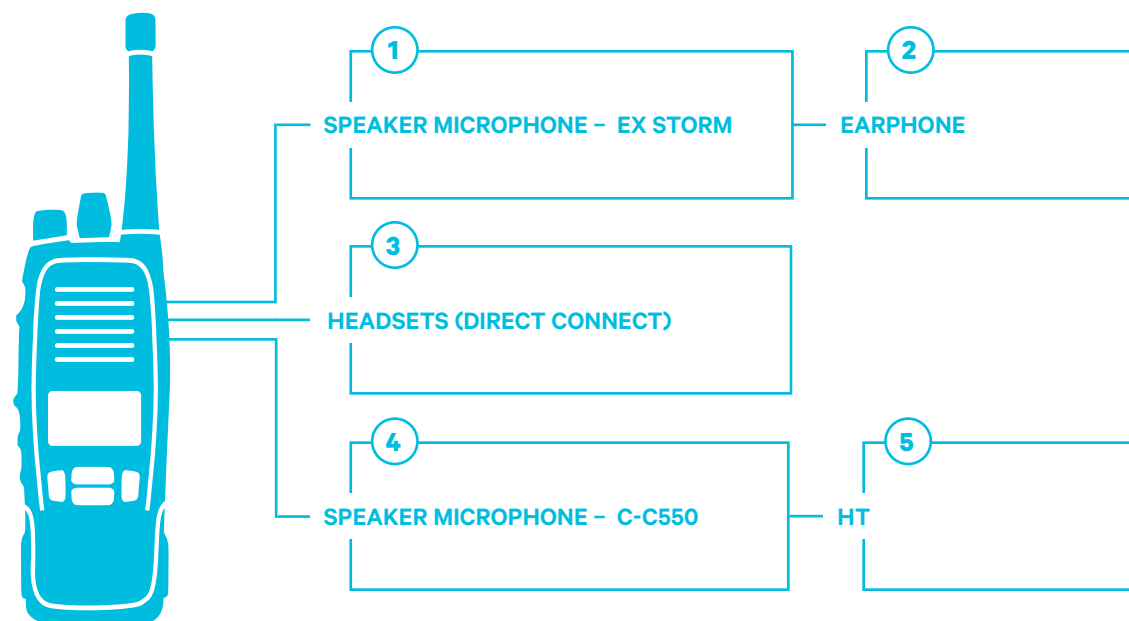 1
2
SPEAKER MICROPHONE – EX STORM
EARPHONE
3
HEADSETS (DIRECT CONNECT)
4
5
SPEAKER MICROPHONE – C-C550
HT